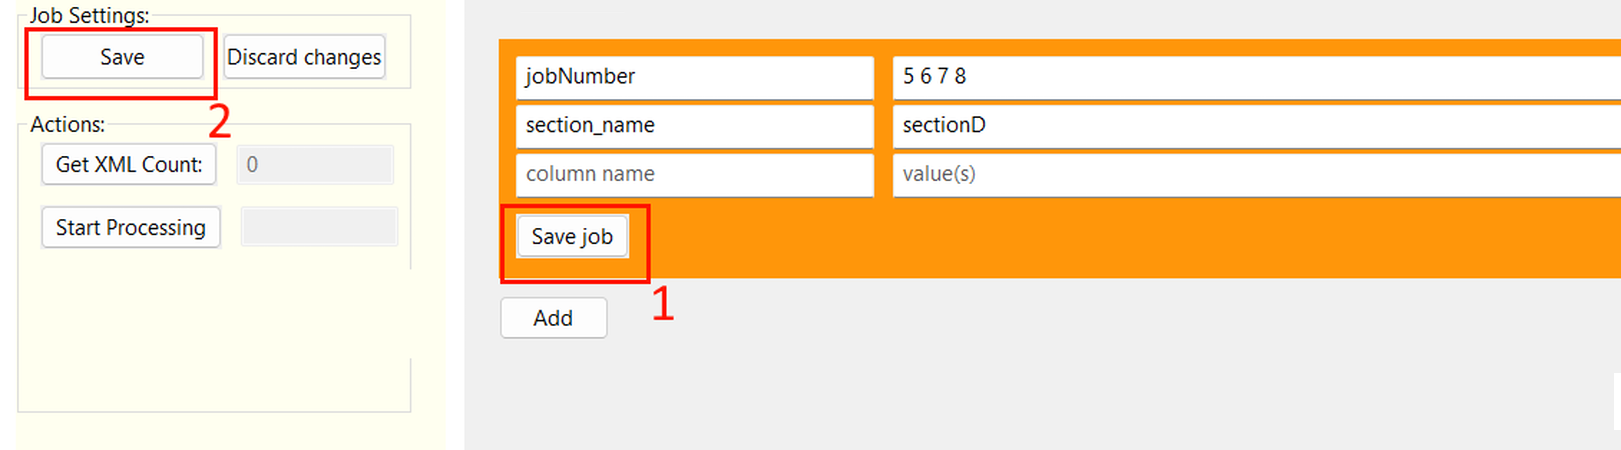 Job Settings:
Save
Discard changes
2
Actions:
Get XML Count:
0
Start Processing
jobNumber
5 6 7 8
section_name
sectionD
column name
value(s)
Save job
1
Add